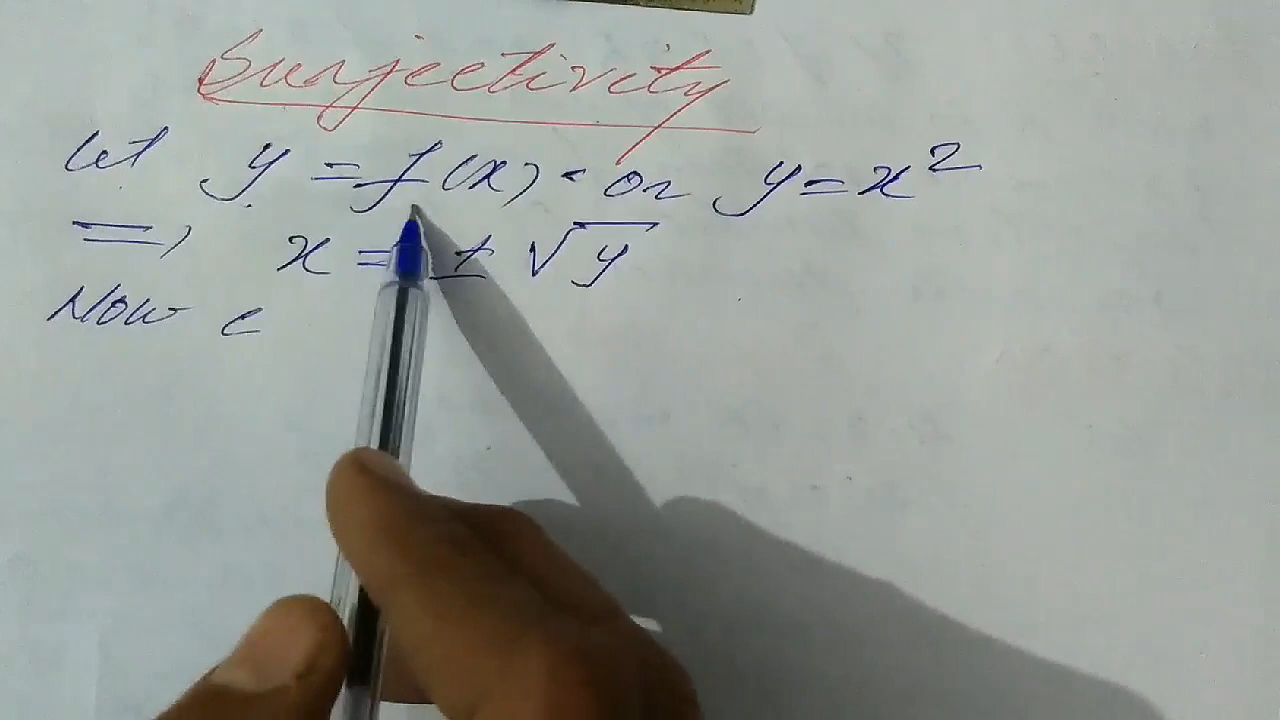 Surjectivity
Let y = f(x) · or y = x²
⇒, x = ± √y
Now c